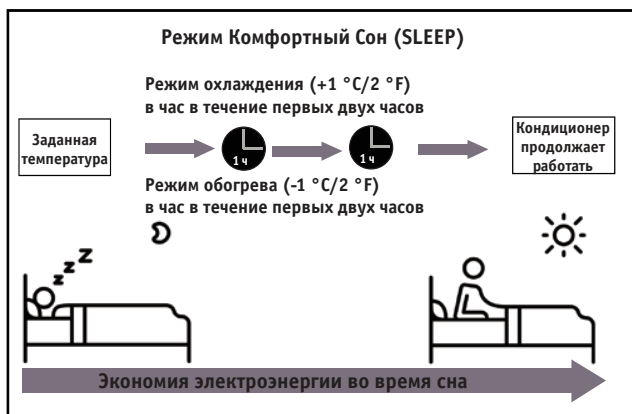 Режим Комфортный Сон (SLEEP)
Режим охлаждения (+1 °C/2 °F)
в час в течение первых двух часов
Заданная
температура
1 ч
1 ч
Кондиционер
продолжает
работать
Режим обогрева (-1 °C/2 °F)
в час в течение первых двух часов
z z Z
Экономия электроэнергии во время сна